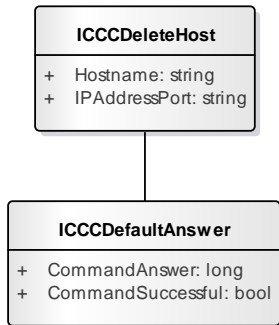 ICCCDeleteHost
+ Hostname: string
+ IPAddressPort: string
ICCCDefaultAnswer
+ CommandAnswer: long
+ CommandSuccessful: bool